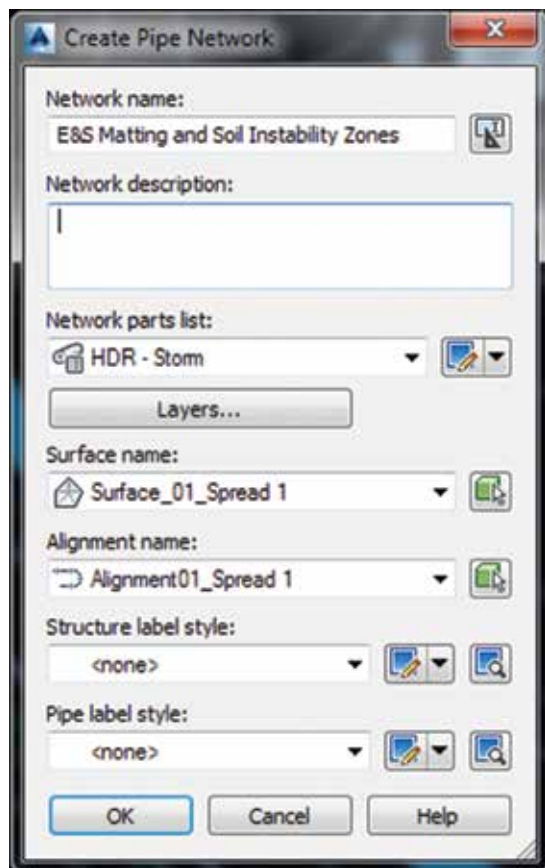 Create Pipe Network
Network name:
E&S Matting and Soil Instability Zones
Network description:
Network parts list:
HDR - Storm
Layers...
Surface name:
Surface_01_Spread 1
Alignment name:
Alignment01_Spread 1
Structure label style:
<none>
Pipe label style:
<none>
OK Cancel Help